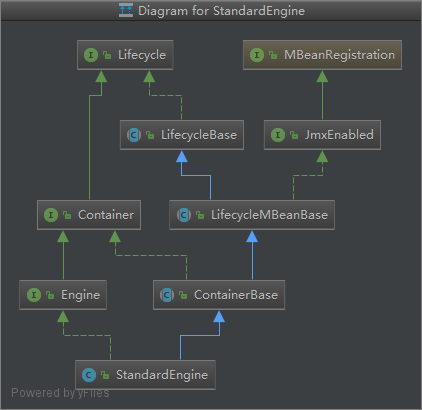 Diagram for StandardEngine
I Lifecycle
I MBeanRegistration
C LifecycleBase
I JmxEnabled
I Container
C LifecycleMBeanBase
I Engine
C ContainerBase
C StandardEngine
Powered by yFiles